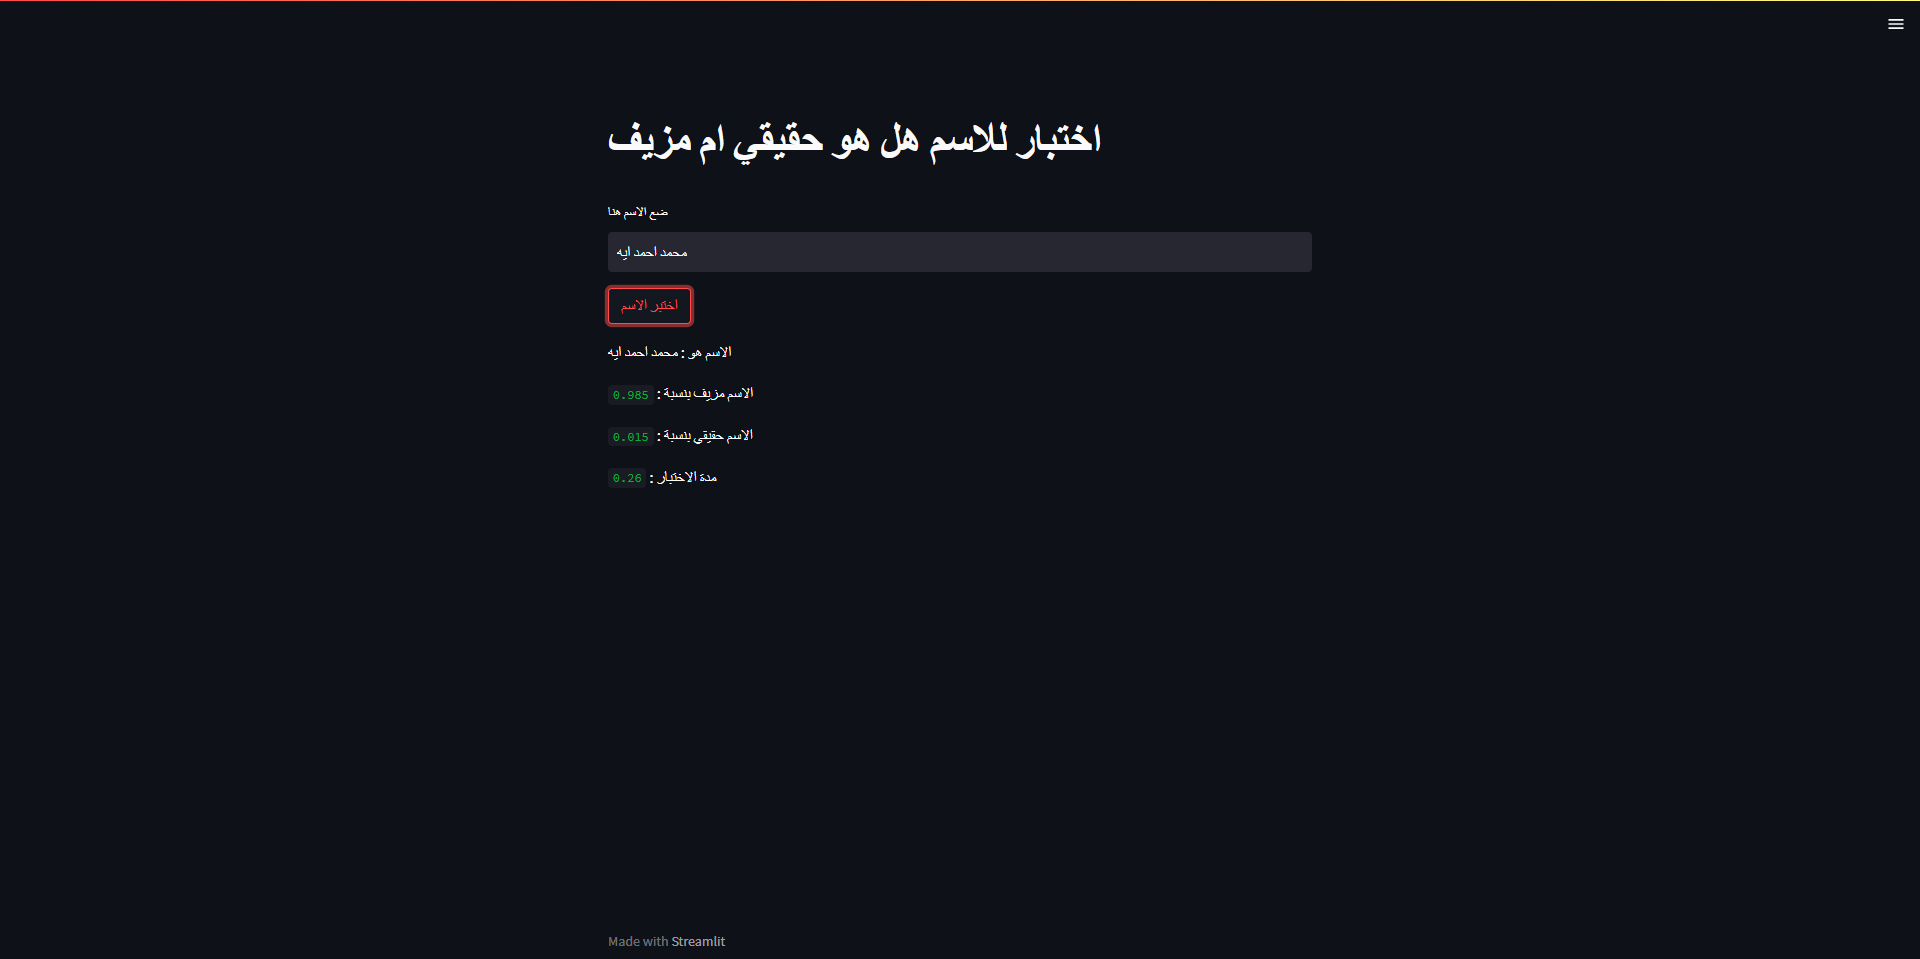 اختبار للاسم هل هو حقيقي ام مزيف
ضع الاسم هنا
محمد احمد ايه
اختبر الاسم
الاسم هو : محمد احمد ايه
الاسم مزيف بنسبة : 0.985
الاسم حقيقي بنسبة : 0.015
مدة الاختبار : 0.26
Made with Streamlit